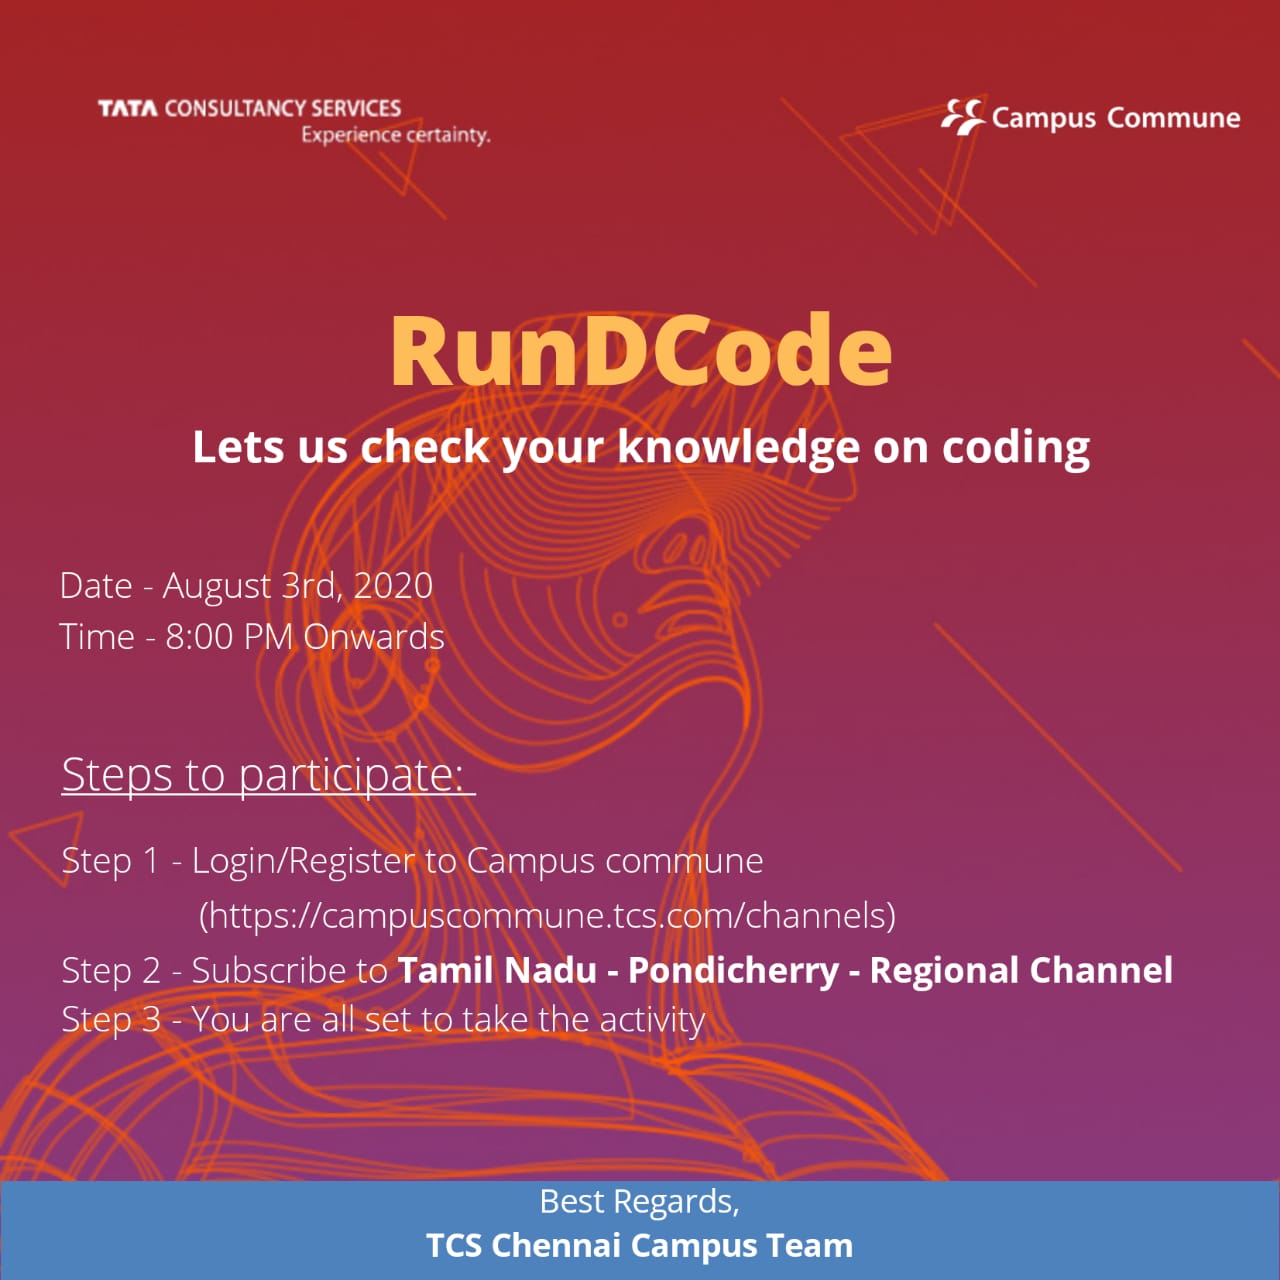 TATA CONSULTANCY SERVICES
Experience certainty.
Campus Commune
RunDCode
Lets us check your knowledge on coding
Date - August 3rd, 2020
Time - 8:00 PM Onwards
Steps to participate:
Step 1 - Login/Register to Campus commune
(https://campuscommune.tcs.com/channels)
Step 2 - Subscribe to Tamil Nadu - Pondicherry - Regional Channel
Step 3 - You are all set to take the activity
Best Regards,
TCS Chennai Campus Team